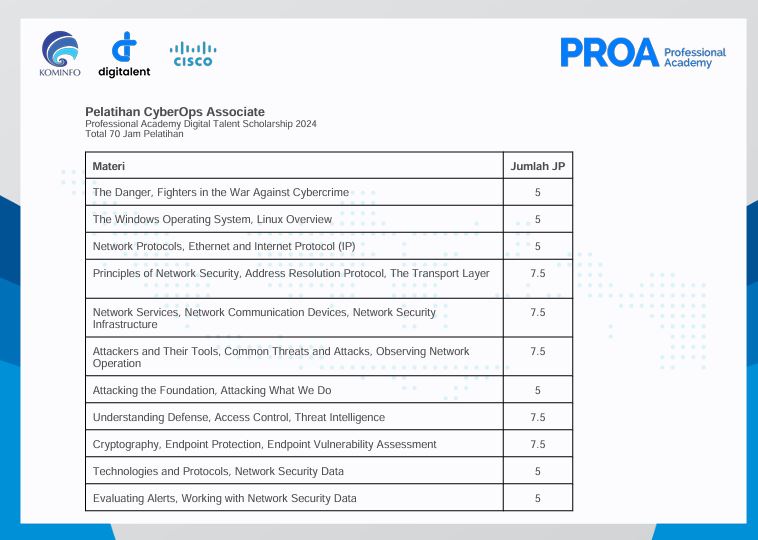 KOMINFO
digitalent
CISCO
PROA Professional
Academy
Pelatihan CyberOps Associate
Professional Academy Digital Talent Scholarship 2024
Total 70 Jam Pelatihan
Materi Jumlah JP
The Danger, Fighters in the War Against Cybercrime 5
The Windows Operating System, Linux Overview 5
Network Protocols, Ethernet and Internet Protocol (IP) 5
Principles of Network Security, Address Resolution Protocol, The Transport Layer 7.5
Network Services, Network Communication Devices, Network Security 7.5
Infrastructure
Attackers and Their Tools, Common Threats and Attacks, Observing Network 7.5
Operation
Attacking the Foundation, Attacking What We Do 5
Understanding Defense, Access Control, Threat Intelligence 7.5
Cryptography, Endpoint Protection, Endpoint Vulnerability Assessment 7.5
Technologies and Protocols, Network Security Data 5
Evaluating Alerts, Working with Network Security Data 5